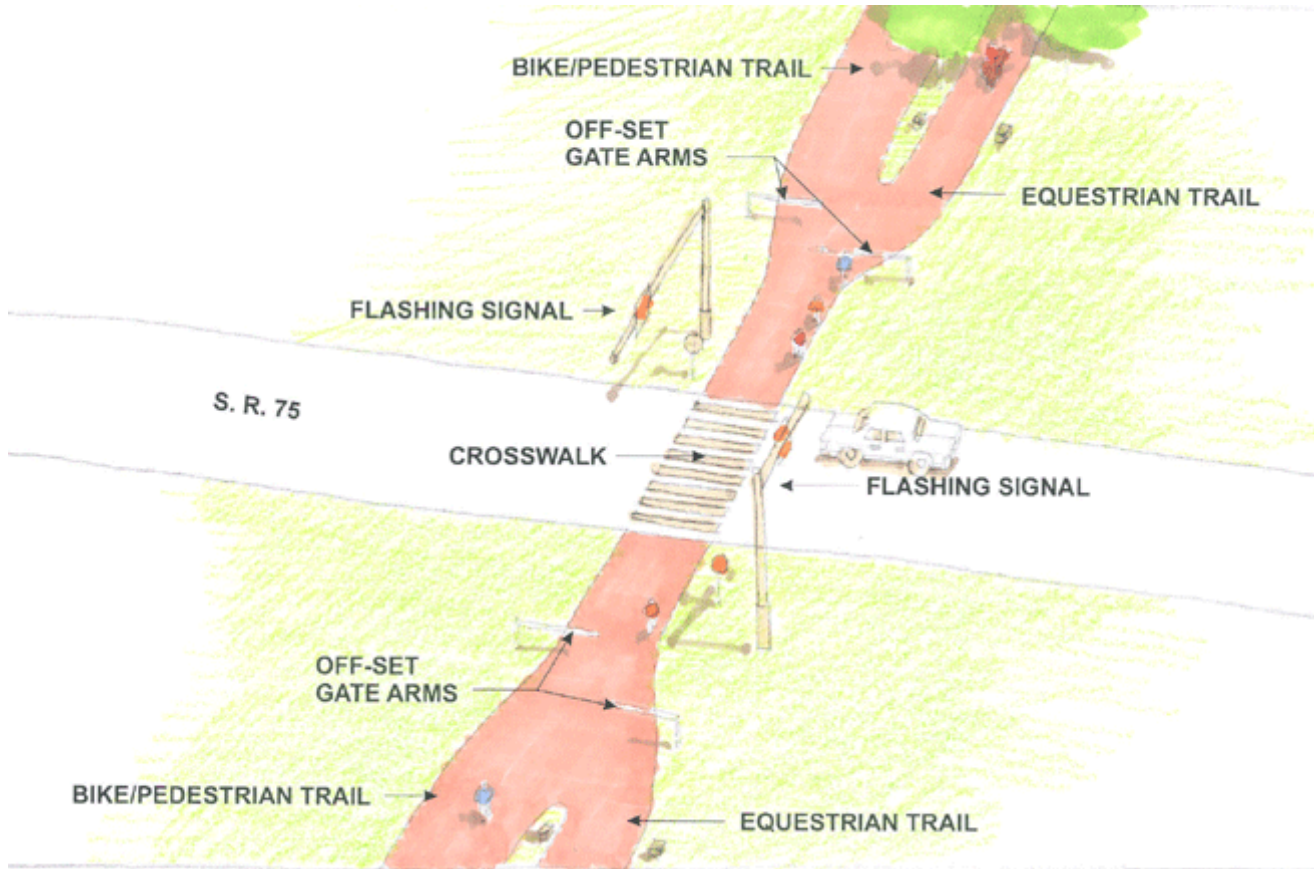 BIKE/PEDESTRIAN TRAIL
OFF-SET
GATE ARMS
EQUESTRIAN TRAIL
FLASHING SIGNAL
S. R. 75
CROSSWALK
FLASHING SIGNAL
OFF-SET
GATE ARMS
BIKE/PEDESTRIAN TRAIL
EQUESTRIAN TRAIL